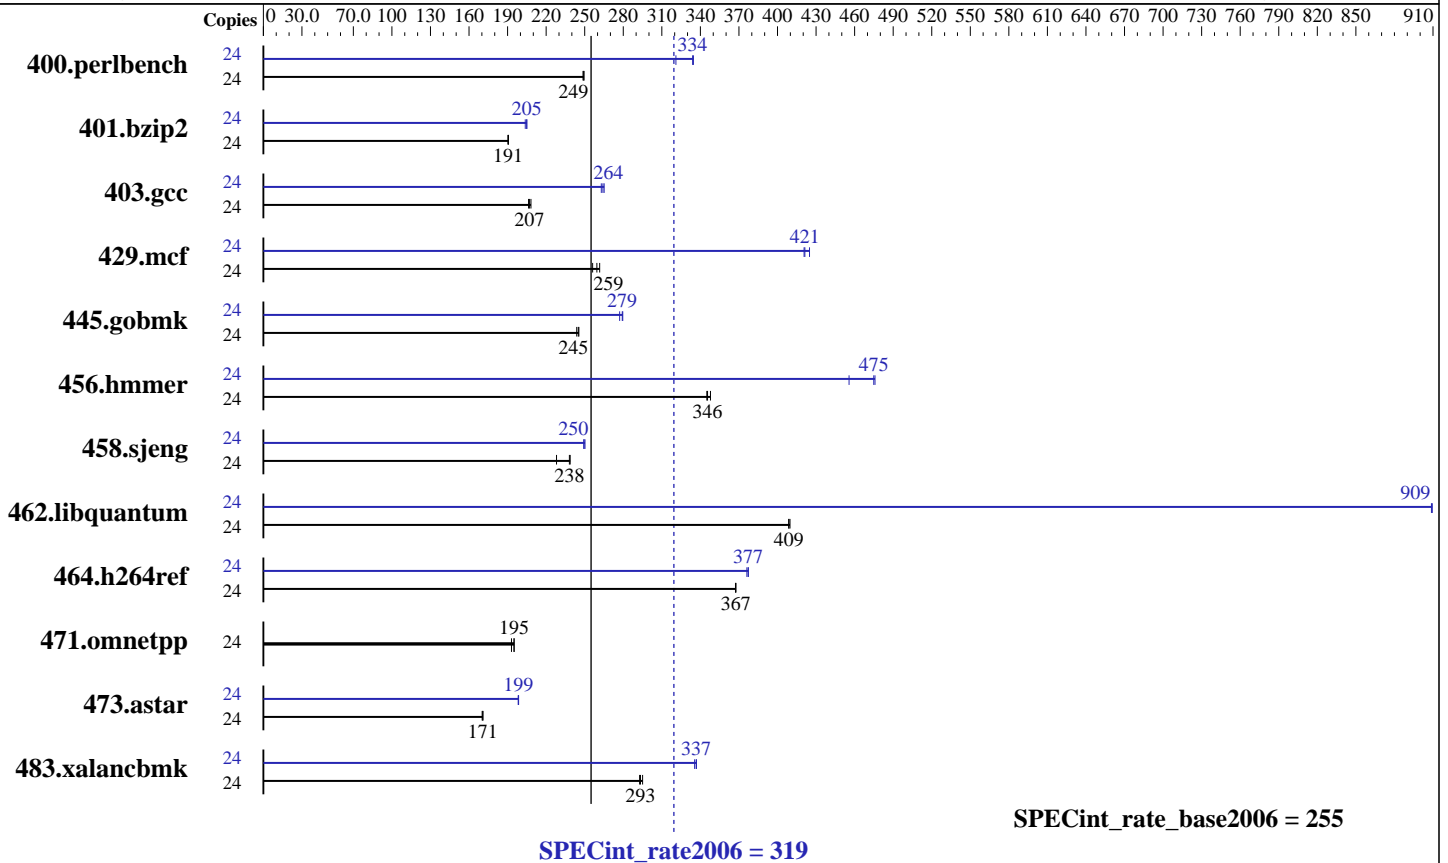 Copies 0 30.0 70.0 100 130 160 190 220 250 280 310 340 370 400 430 460 490 520 550 580 610 640 670 700 730 760 790 820 850 910
400.perlbench 24 334
24 249
401.bzip2 24 205
24 191
403.gcc 24 264
24 207
429.mcf 24 421
24 259
445.gobmk 24 279
24 245
456.hmmer 24 475
24 346
458.sjeng 24 250
24 238
462.libquantum 24 909
24 409
464.h264ref 24 377
24 367
471.omnetpp 24 195
473.astar 24 199
24 171
483.xalancbmk 24 337
24 293
SPECint_rate_base2006 = 255
SPECint_rate2006 = 319